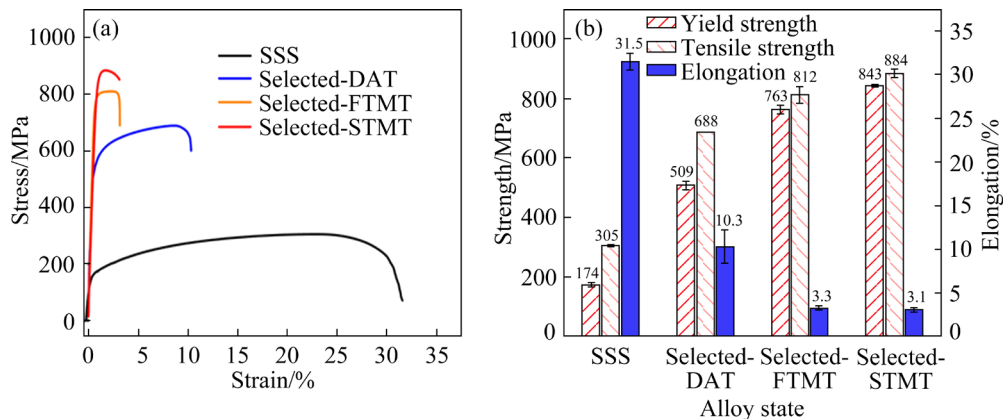 (a)
1000
800
600
400
200
0
Stress/MPa
SSS
Selected-DAT
Selected-FTMT
Selected-STMT
0 5 10 15 20 25 30 35
Strain/%
(b)
Yield strength
Tensile strength
Elongation
1000
800
600
400
200
0
Strength/MPa
174
305
31.5
509
688
10.3
763
812
3.3
843
884
3.1
35
30
25
20
15
10
5
0
Elongation/%
SSS Selected- Selected- Selected-
DAT FTMT STMT
Alloy state